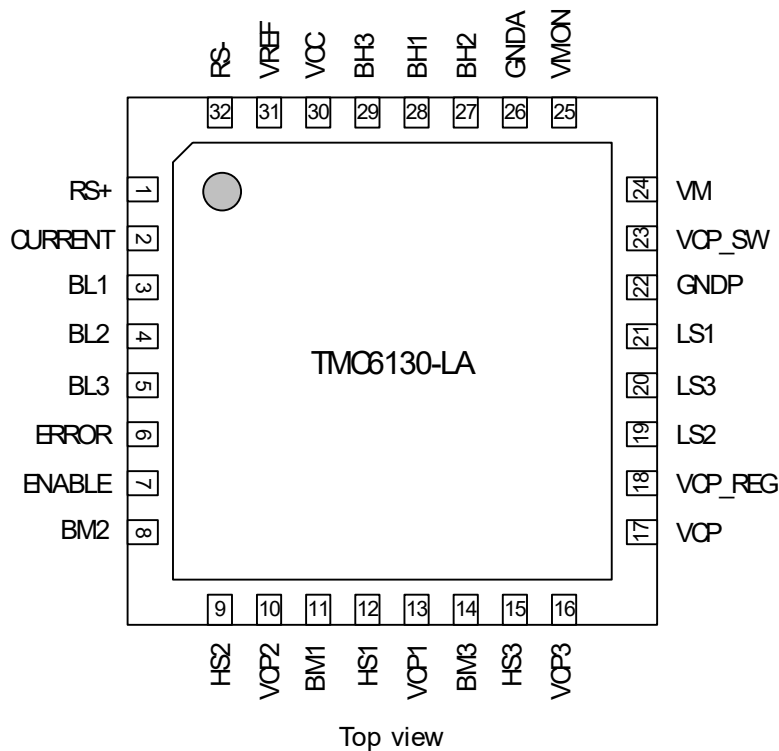 RS- VREF VCC BH3 BH1 BH2 GNDA VMON
32 31 30 29 28 27 26 25
RS+ 1 24 VM
CURRENT 2 23 VCP_SW
BL1 3 22 GNDP
BL2 4 21 LS1
TMC6130-LA
BL3 5 20 LS3
ERROR 6 19 LS2
ENABLE 7 18 VCP_REG
BM2 8 17 VCP
9 10 11 12 13 14 15 16
HS2 VCP2 BM1 HS1 VCP1 BM3 HS3 VCP3
Top view